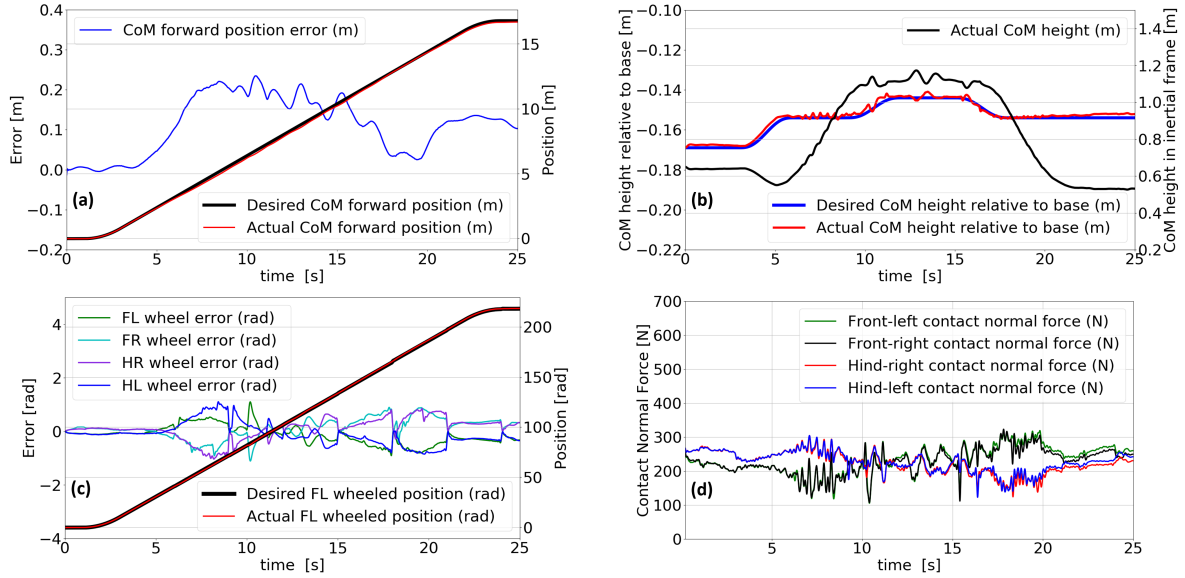 CoM forward position error (m)
0.4
0.3
0.2
0.1
0.0
−0.1
−0.2
Error [m]
15
10
5
0
Position [m]
(a)
Desired CoM forward position (m)
Actual CoM forward position (m)
0
5
10
15
20
25
time [s]
Actual CoM height (m)
−0.10
−0.12
−0.14
−0.16
−0.18
−0.20
−0.22
CoM height relative to base [m]
1.4
1.2
1.0
0.8
0.6
0.4
0.2
CoM height in inertial frame [m]
(b)
Desired CoM height relative to base (m)
Actual CoM height relative to base (m)
0
5
10
15
20
25
time [s]
FL wheel error (rad)
FR wheel error (rad)
HR wheel error (rad)
HL wheel error (rad)
4
2
0
−2
−4
Error [rad]
200
150
100
50
0
Position [rad]
(c)
Desired FL wheeled position (rad)
Actual FL wheeled position (rad)
0
5
10
15
20
25
time [s]
Front-left contact normal force (N)
Front-right contact normal force (N)
Hind-right contact normal force (N)
Hind-left contact normal force (N)
700
600
500
400
300
200
100
0
Contact Normal Force [N]
(d)
5
10
15
20
25
time [s]